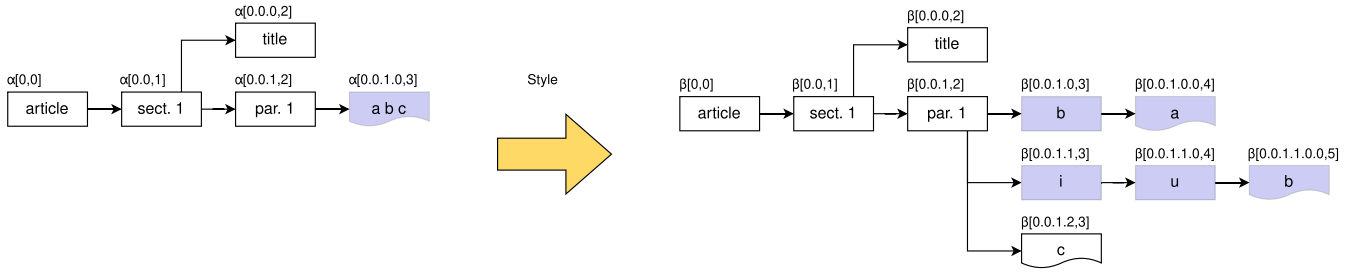 α[0.0.0,2]
title
α[0,0]
α[0.0,1]
α[0.0.1,2]
α[0.0.1.0,3]
article
sect. 1
par. 1
a b c
Style
β[0.0.0,2]
title
β[0,0]
β[0.0,1]
β[0.0.1,2]
β[0.0.1.0,3]
β[0.0.1.0.0,4]
article
sect. 1
par. 1
b
a
β[0.0.1.1,3]
β[0.0.1.1.0,4]
β[0.0.1.1.0.0,5]
i
u
b
β[0.0.1.2,3]
c